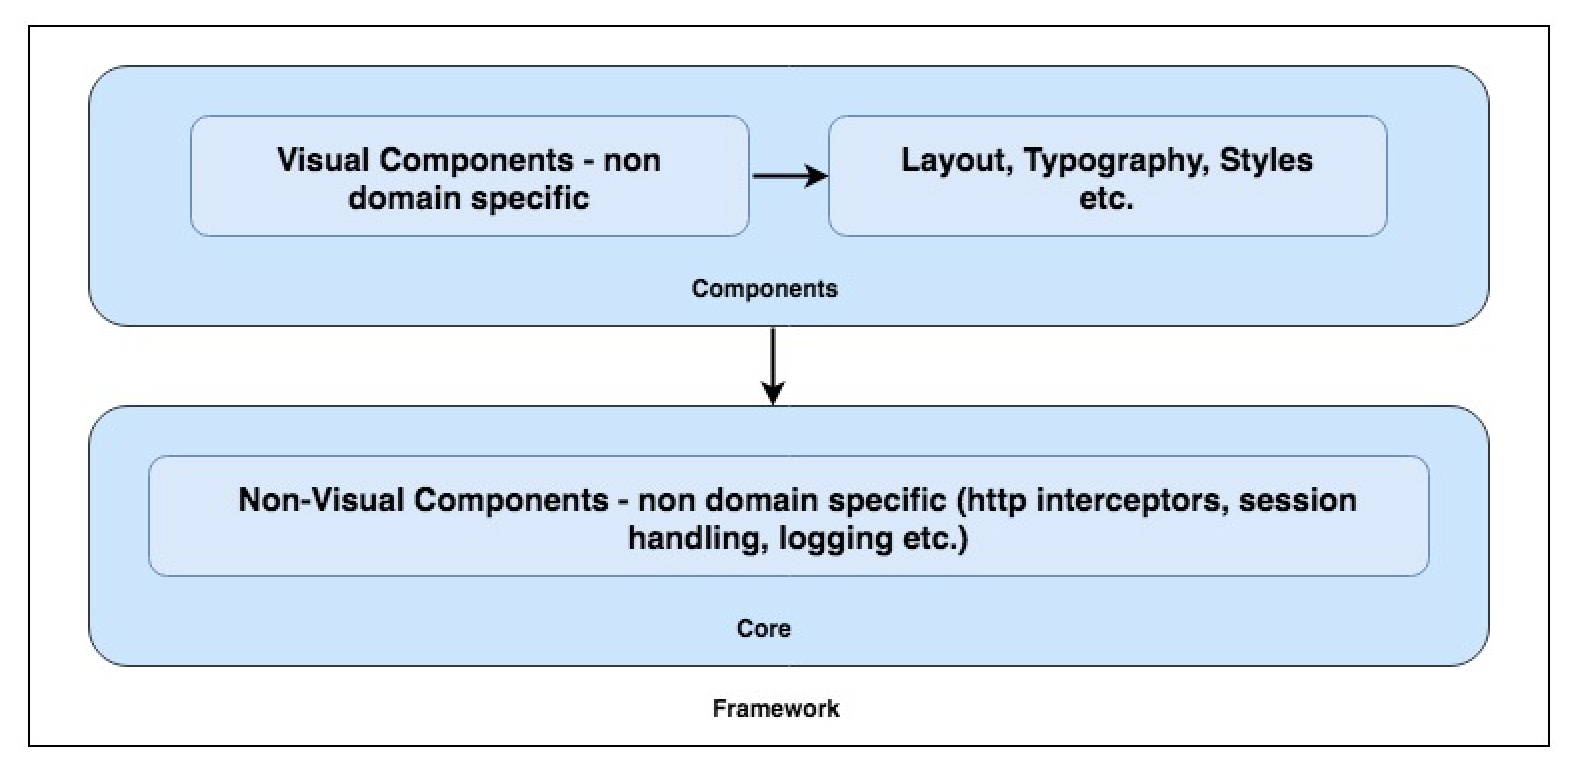 Visual Components - non
domain specific
Layout, Typography, Styles
etc.
Components
Non-Visual Components - non domain specific (http interceptors, session
handling, logging etc.)
Core
Framework